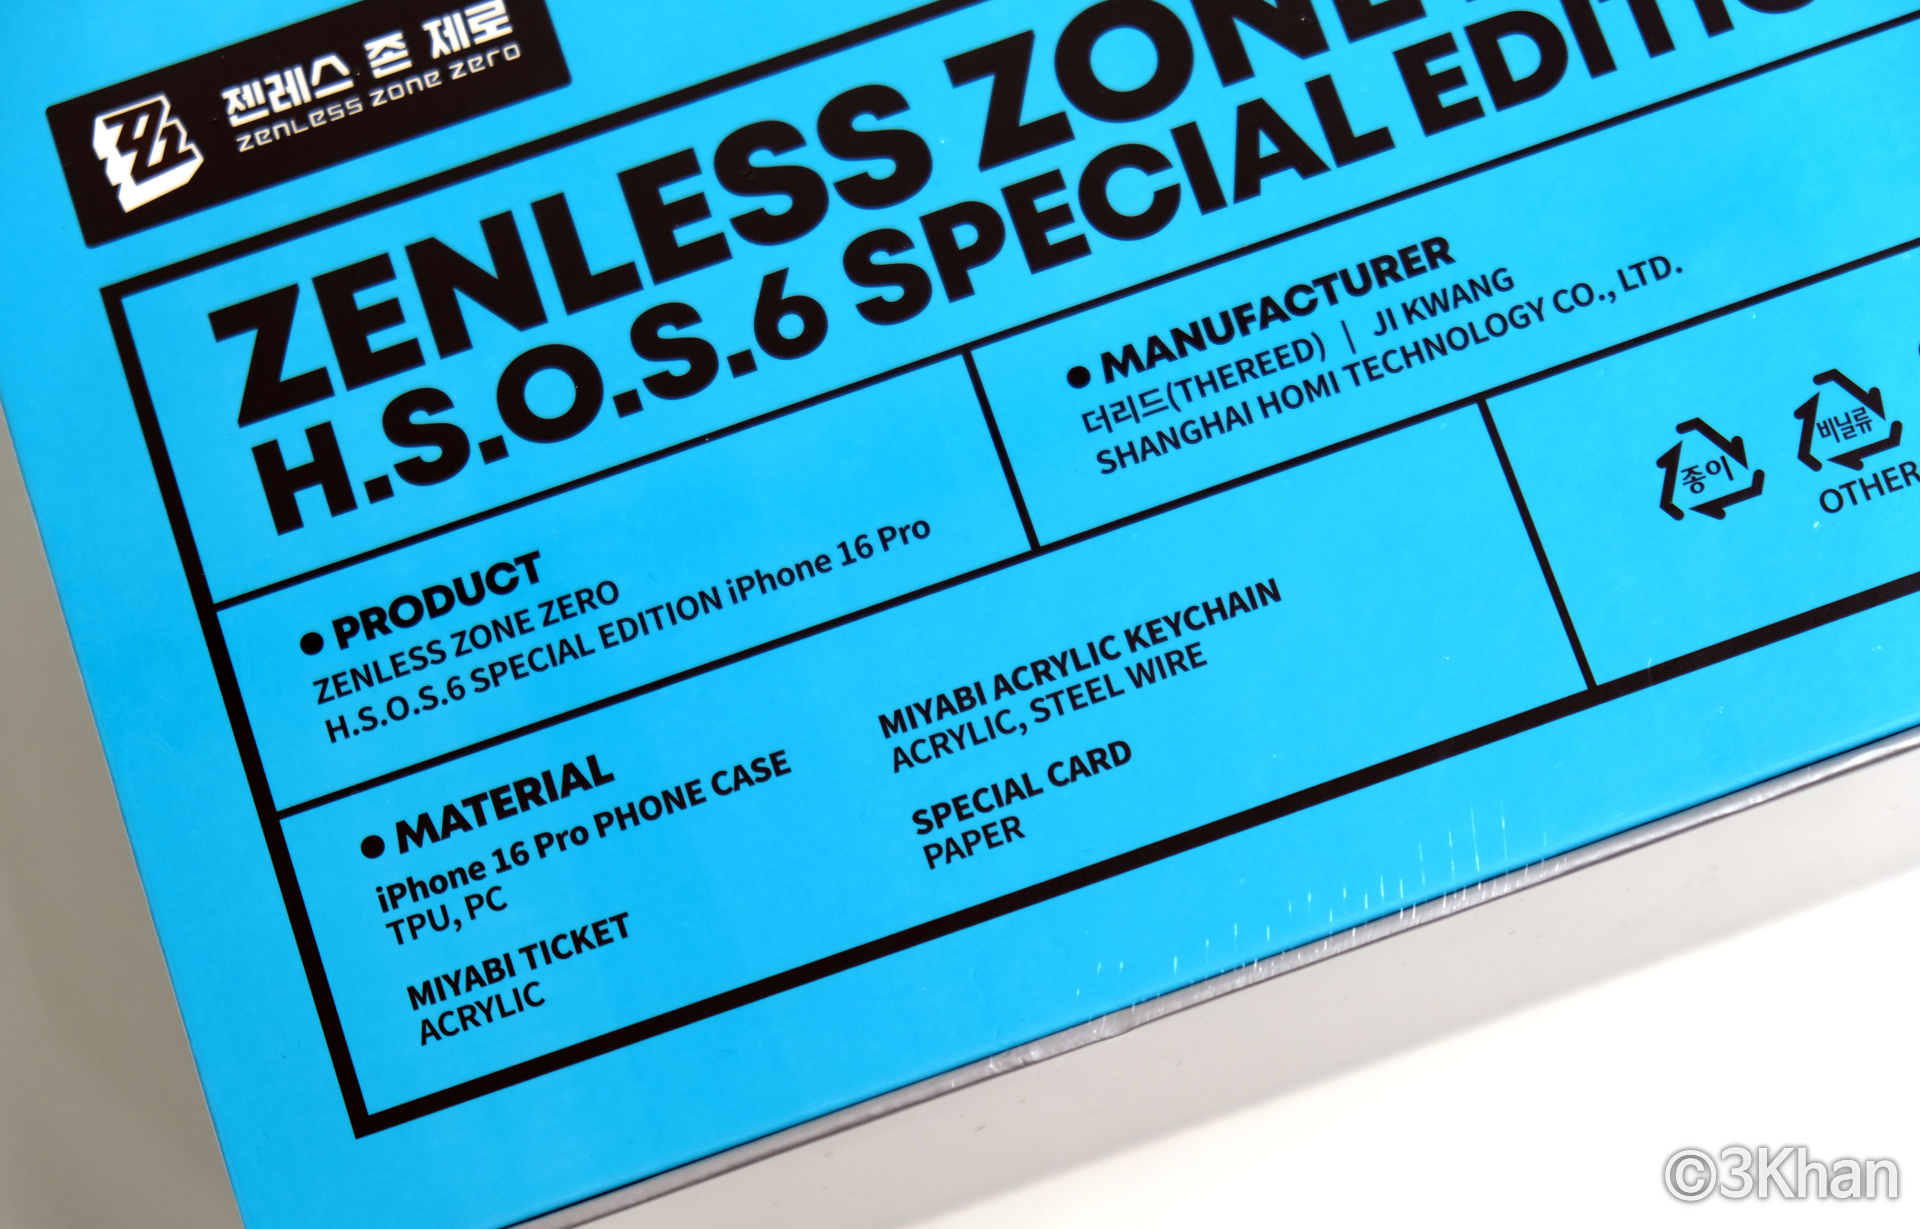 젠레스 존 제로
ZENLESS ZONE ZERO
ZENLESS ZONE
H.S.O.S.6 SPECIAL EDITIO
• PRODUCT
ZENLESS ZONE ZERO
H.S.O.S.6 SPECIAL EDITION iPhone 16 Pro
• MANUFACTURER
더리드(THEREED) | JI KWANG
SHANGHAI HOMI TECHNOLOGY CO., LTD.
• MATERIAL
iPhone 16 Pro PHONE CASE
TPU, PC
MIYABI TICKET
ACRYLIC
MIYABI ACRYLIC KEYCHAIN
ACRYLIC, STEEL WIRE
SPECIAL CARD
PAPER
종이
비닐류
OTHER
©3Khan